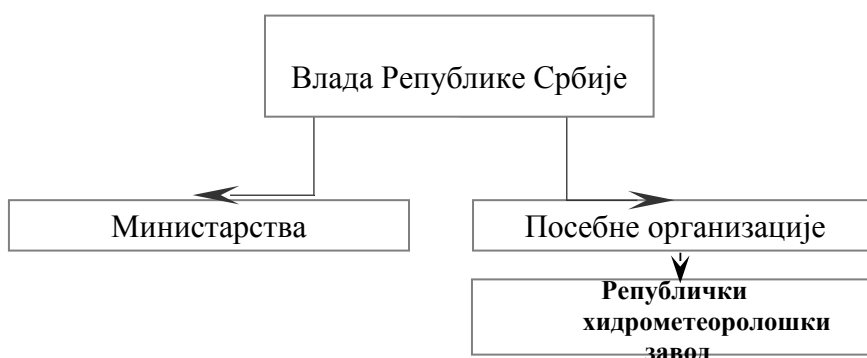 Влада Републике Србије
Министарства
Посебне организације
Републички
хидрометеоролошки
завод